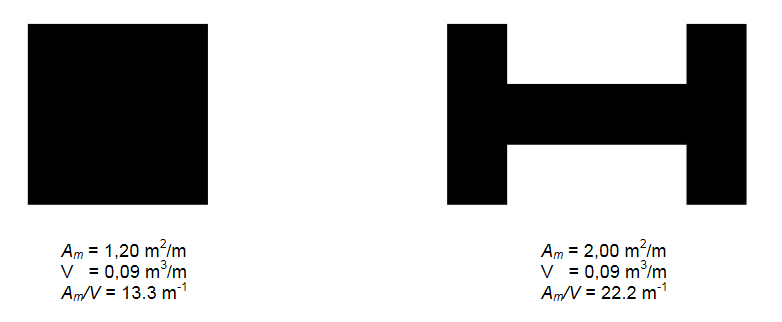 Am = 1,20 m²/m
V = 0,09 m³/m
Am/V = 13.3 m⁻¹
Am = 2,00 m²/m
V = 0,09 m³/m
Am/V = 22.2 m⁻¹